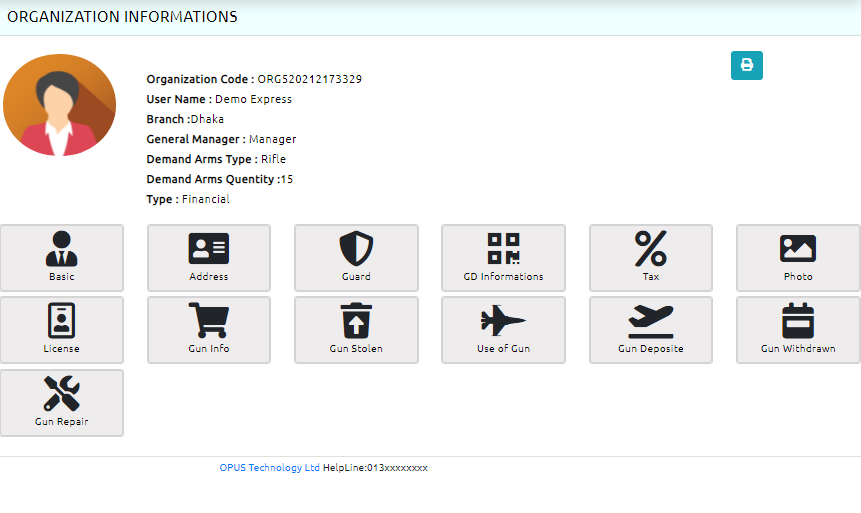 ORGANIZATION INFORMATIONS
Organization Code : ORG520212173329
User Name : Demo Express
Branch :Dhaka
General Manager : Manager
Demand Arms Type : Rifle
Demand Arms Quentity :15
Type : Financial
Basic
Address
Guard
GD Informations
Tax
Photo
License
Gun Info
Gun Stolen
Use of Gun
Gun Deposite
Gun Withdrawn
Gun Repair
OPUS Technology Ltd HelpLine:013xxxxxxxx